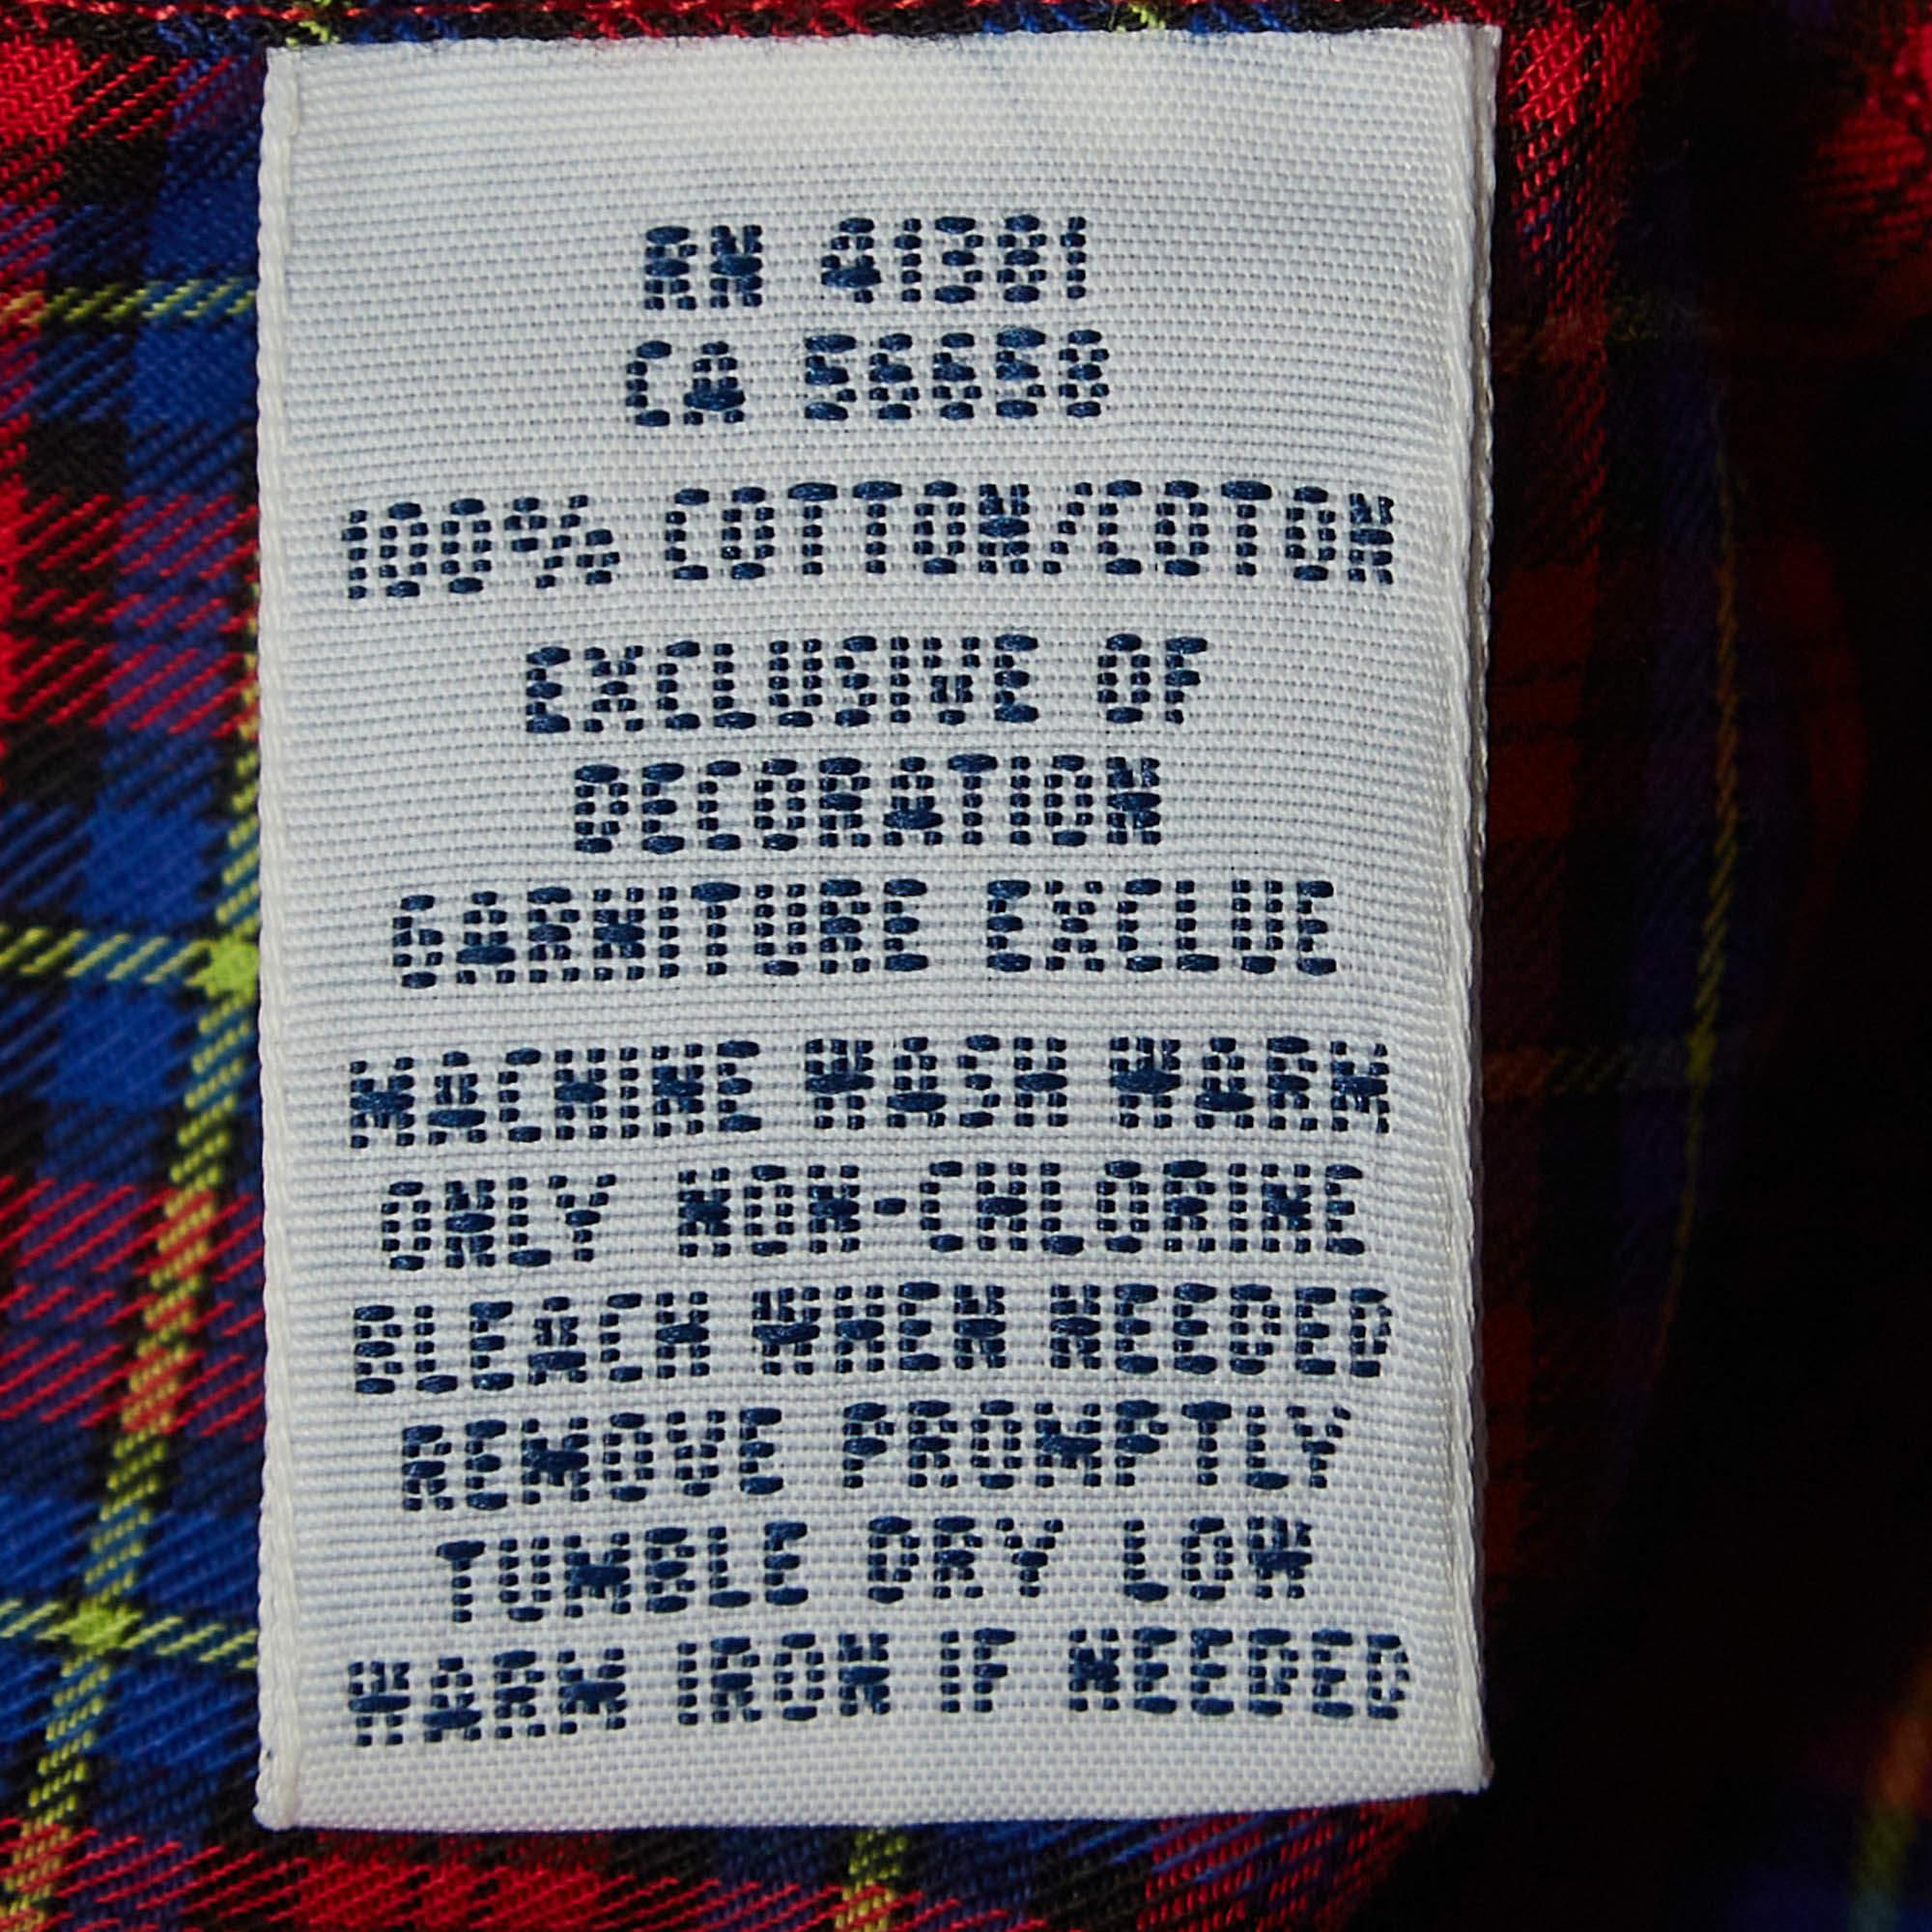 RN 41381
CA 56658
100% COTTON/COTON
EXCLUSIVE OF
DECORATION
GARNITURE EXCLUE
MACHINE WASH WARM
ONLY NON-CHLORINE
BLEACH WHEN NEEDED
REMOVE PROMPTLY
TUMBLE DRY LOW
WARM IRON IF NEEDED